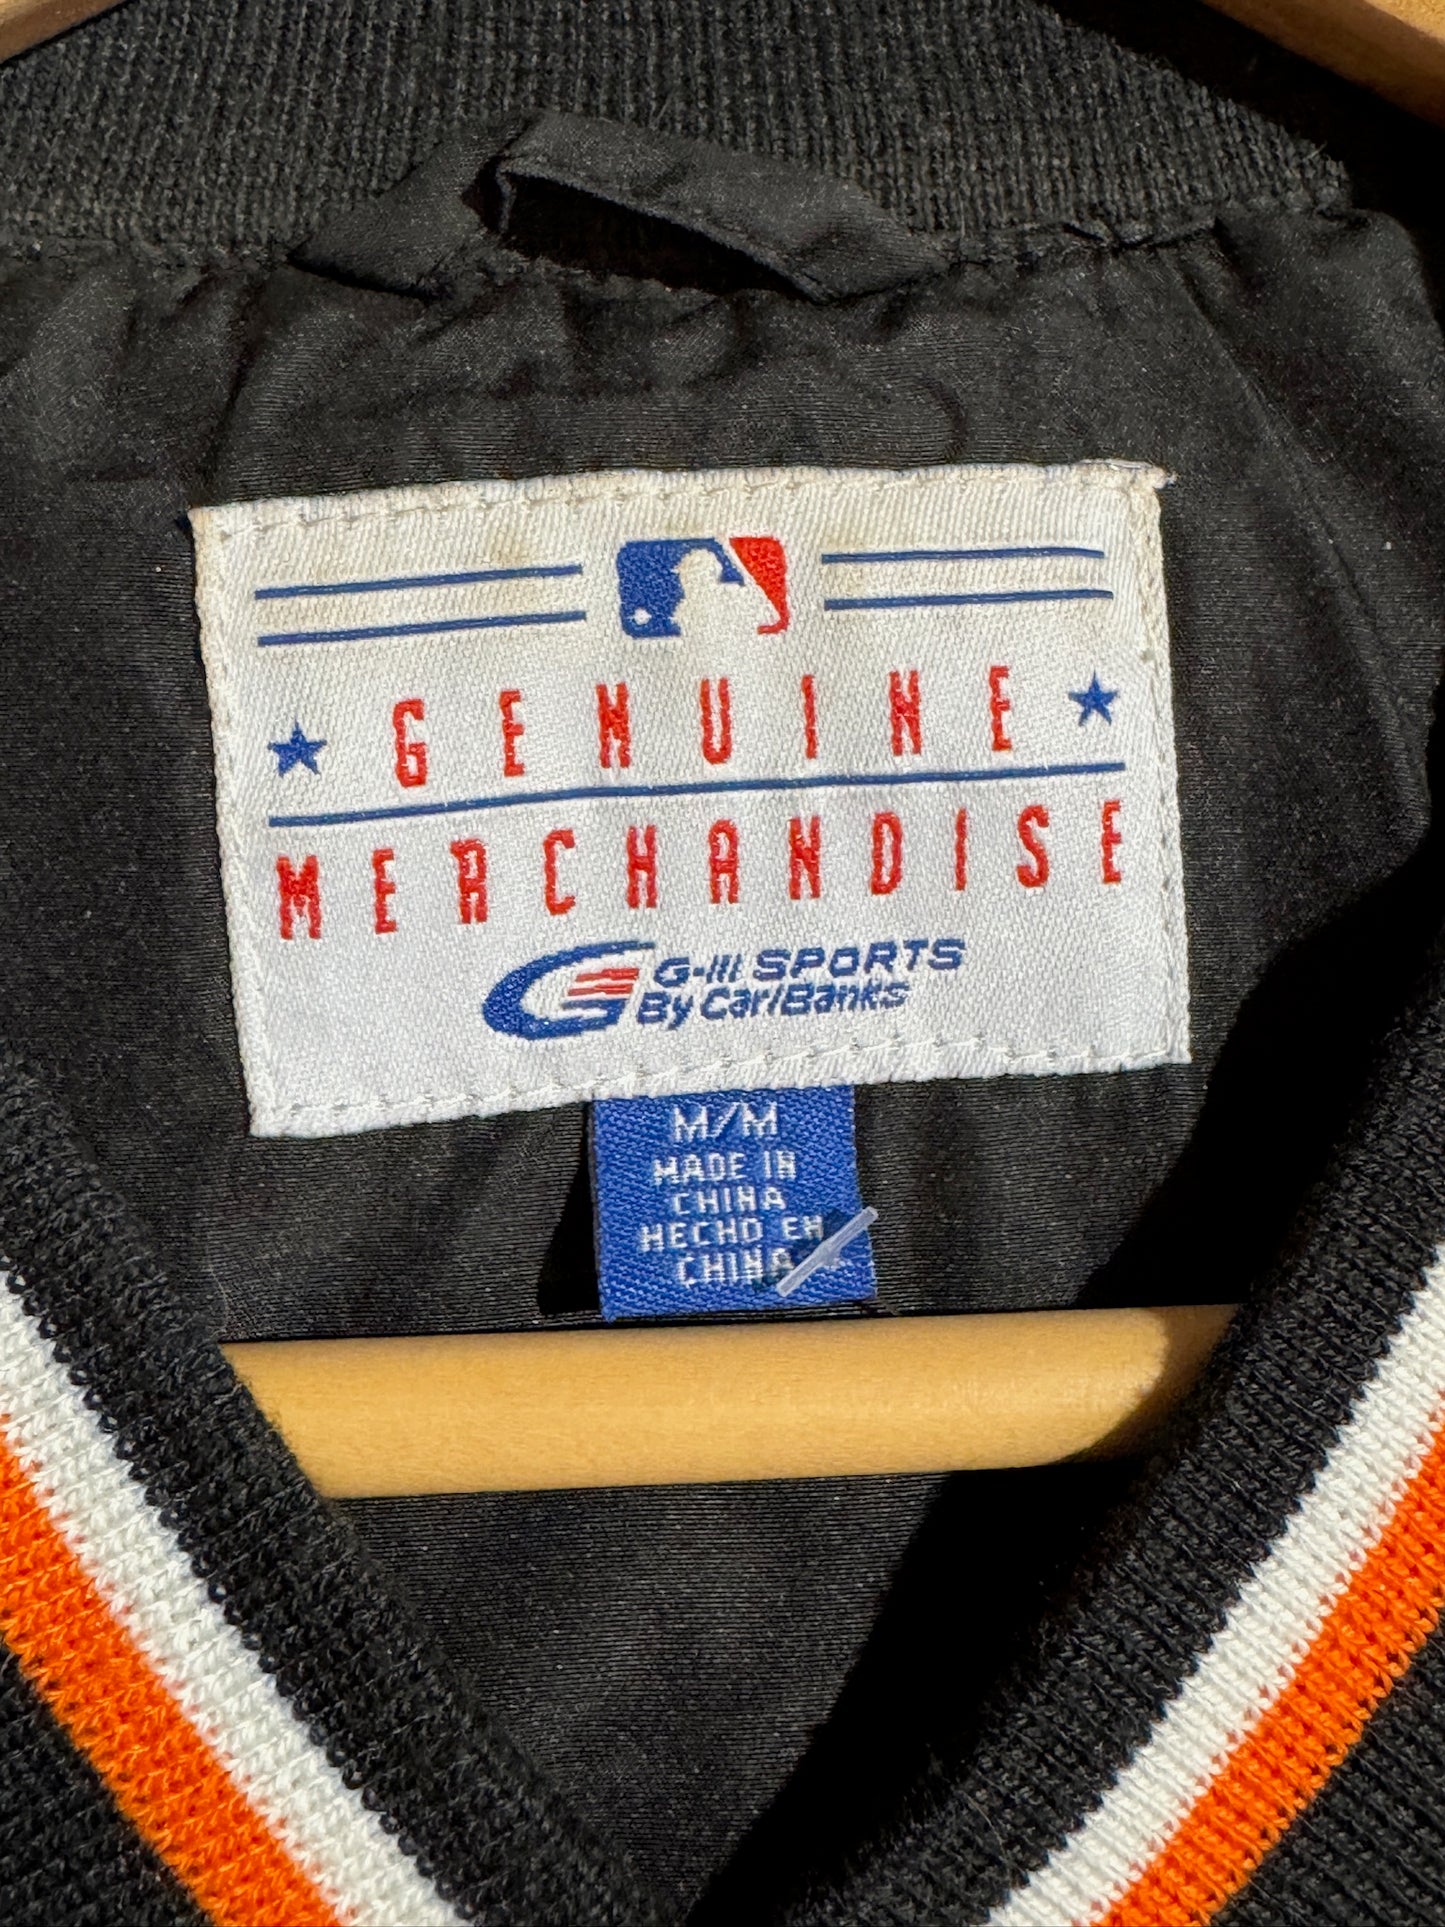 GENUINE
MERCHANDISE
G-III SPORTS
By Carl Banks
M/M
MADE IN
CHINA
HECHO EN
CHINA